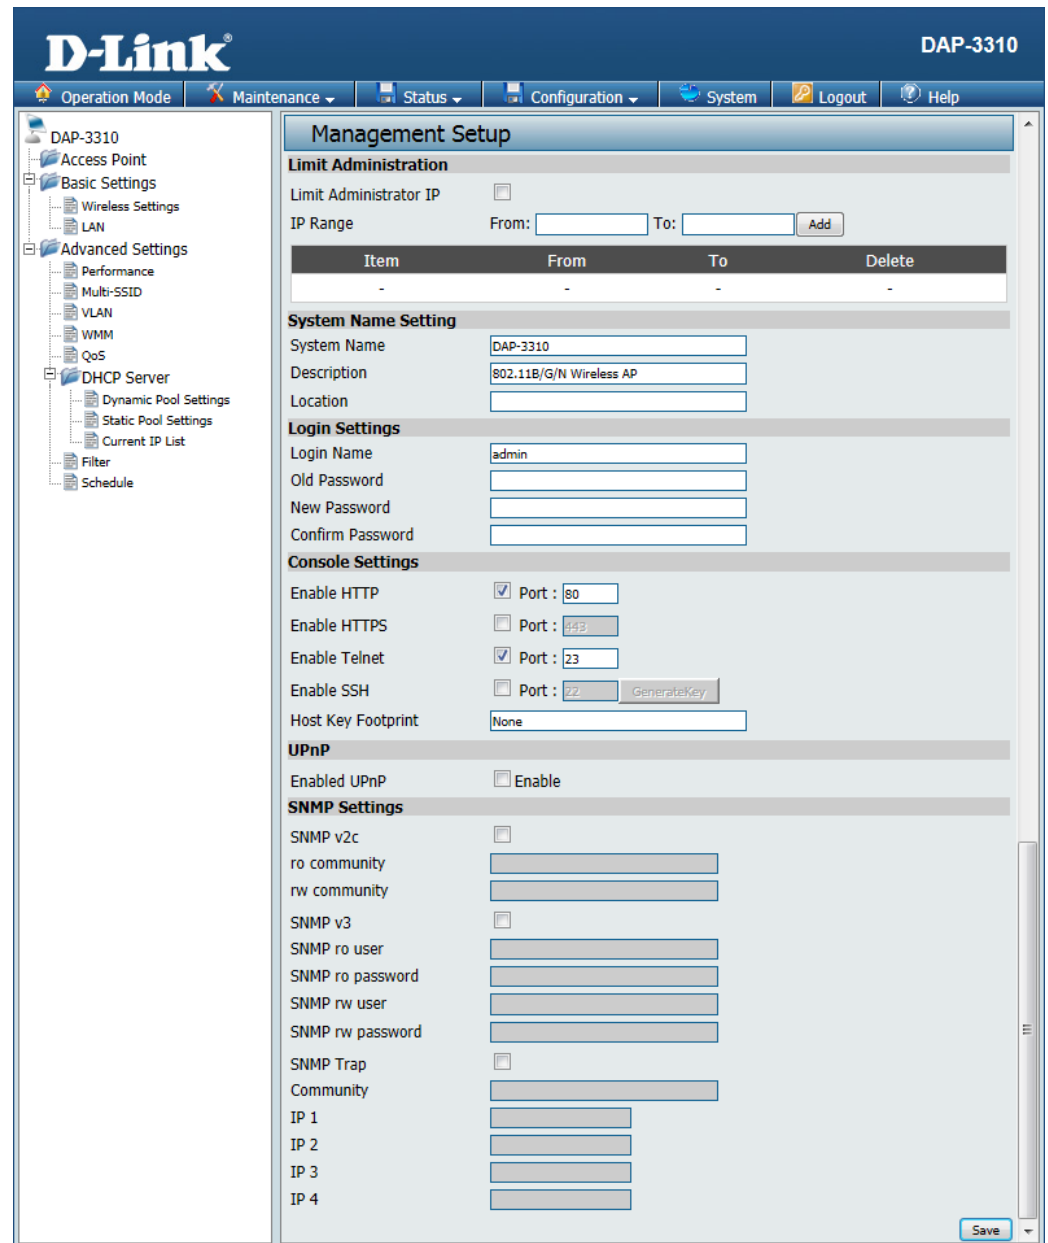 D-Link®
DAP-3310
Operation Mode Maintenance Status Configuration System Logout Help
DAP-3310
Access Point
Basic Settings
Wireless Settings
LAN
Advanced Settings
Performance
Multi-SSID
VLAN
WMM
QoS
DHCP Server
Dynamic Pool Settings
Static Pool Settings
Current IP List
Filter
Schedule
Management Setup
Limit Administration
Limit Administrator IP
IP Range From: To: Add
Item From To Delete
- - - -
System Name Setting
System Name DAP-3310
Description 802.11B/G/N Wireless AP
Location
Login Settings
Login Name admin
Old Password
New Password
Confirm Password
Console Settings
Enable HTTP Port : 80
Enable HTTPS Port : 443
Enable Telnet Port : 23
Enable SSH Port : 22 GenerateKey
Host Key Footprint None
UPnP
Enabled UPnP Enable
SNMP Settings
SNMP v2c
ro community
rw community
SNMP v3
SNMP ro user
SNMP ro password
SNMP rw user
SNMP rw password
SNMP Trap
Community
IP 1
IP 2
IP 3
IP 4
Save